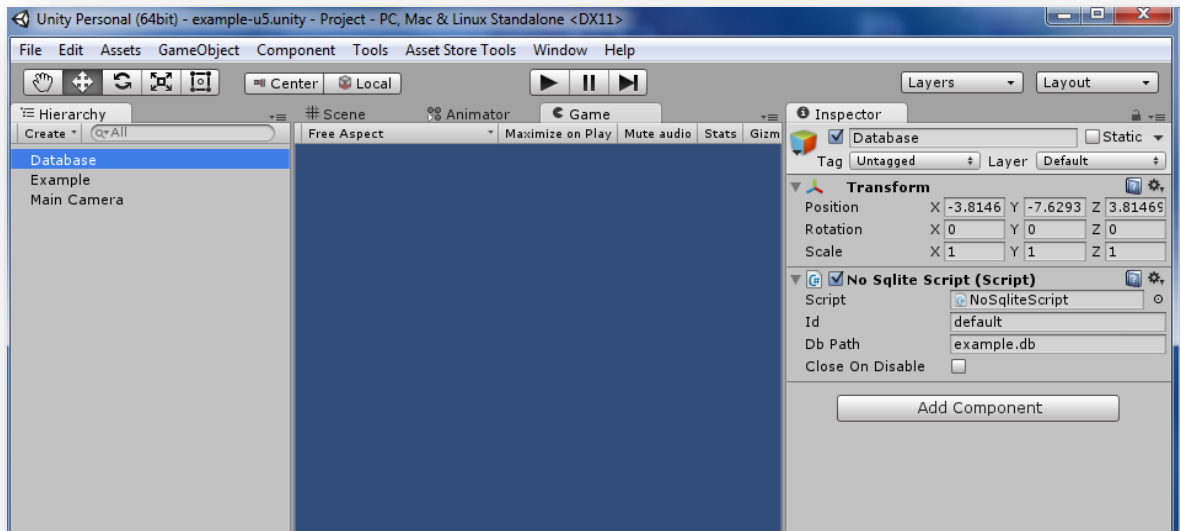 Unity Personal (64bit) - example-u5.unity - Project - PC, Mac & Linux Standalone <DX11>
File Edit Assets GameObject Component Tools Asset Store Tools Window Help
Center Local Layers Layout
Hierarchy
Create All
Database
Example
Main Camera
Scene Animator Game
Free Aspect Maximize on Play Mute audio Stats Gizm
Inspector
Database Static
Tag Untagged Layer Default
Transform
Position X -3.8146 Y -7.6293 Z 3.81469
Rotation X 0 Y 0 Z 0
Scale X 1 Y 1 Z 1
No Sqlite Script (Script)
Script NoSqliteScript
Id default
Db Path example.db
Close On Disable
Add Component